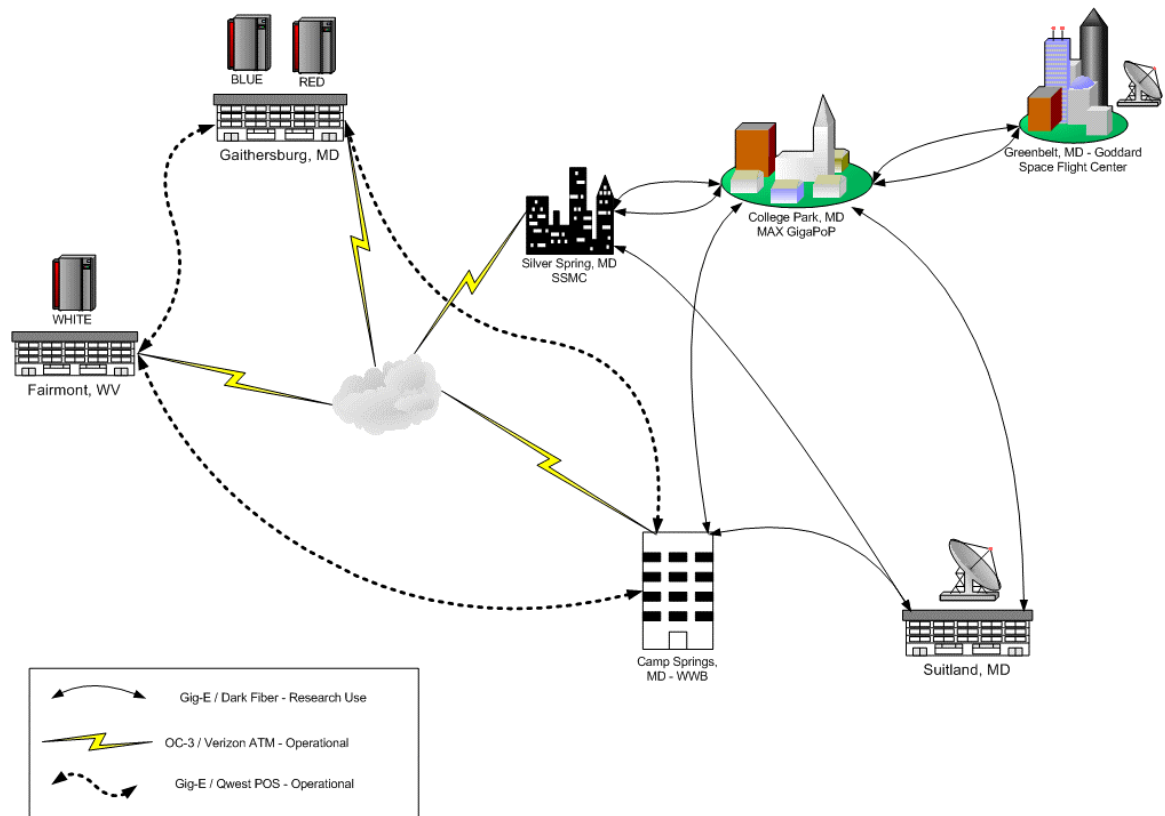 BLUE
RED
Gaithersburg, MD
Greenbelt, MD - Goddard
Space Flight Center
College Park, MD
MAX GigaPoP
Silver Spring, MD
SSMC
WHITE
Fairmont, WV
Camp Springs,
MD - WWB
Suitland, MD
Gig-E / Dark Fiber - Research Use
OC-3 / Verizon ATM - Operational
Gig-E / Qwest POS - Operational